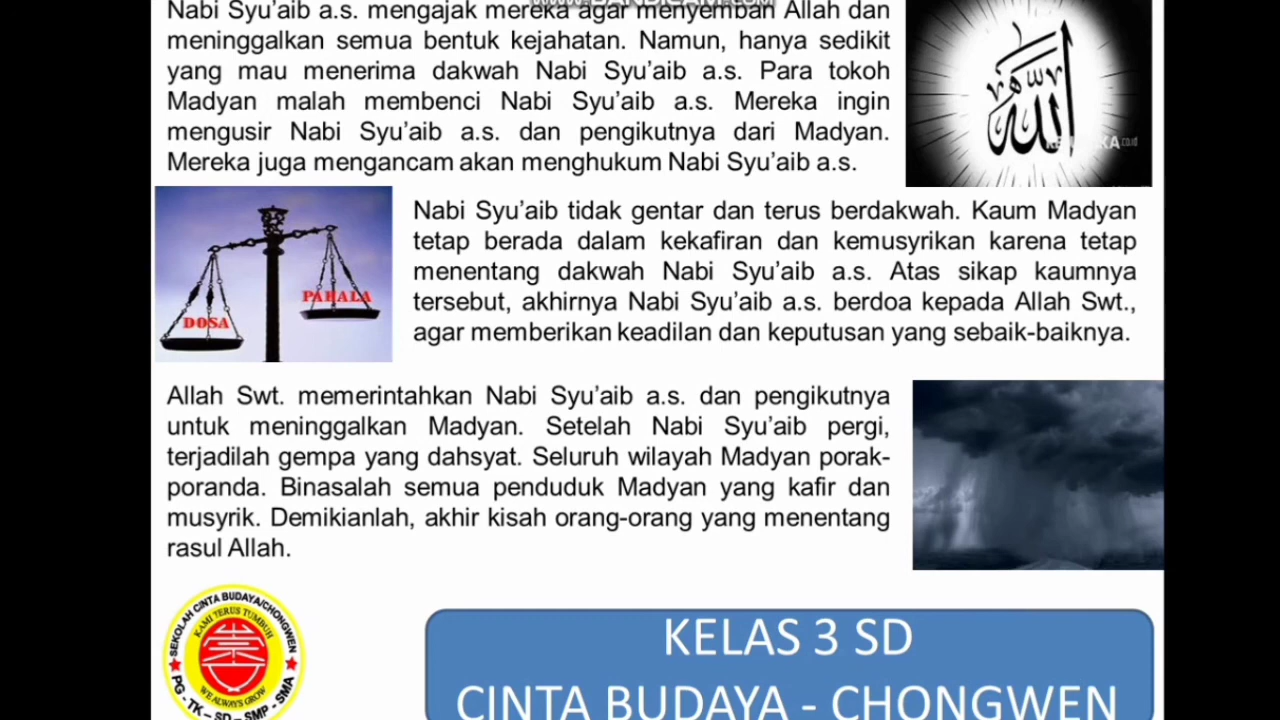 www.BANDICAM.com
Nabi Syu'aib a.s. mengajak mereka agar menyembah Allah dan
meninggalkan semua bentuk kejahatan. Namun, hanya sedikit
yang mau menerima dakwah Nabi Syu'aib a.s. Para tokoh
Madyan malah membenci Nabi Syu'aib a.s. Mereka ingin
mengusir Nabi Syu'aib a.s. dan pengikutnya dari Madyan.
Mereka juga mengancam akan menghukum Nabi Syu'aib a.s.
الله
DOSA
PAHALA
Nabi Syu'aib tidak gentar dan terus berdakwah. Kaum Madyan
tetap berada dalam kekafiran dan kemusyrikan karena tetap
menentang dakwah Nabi Syu'aib a.s. Atas sikap kaumnya
tersebut, akhirnya Nabi Syu'aib a.s. berdoa kepada Allah Swt.,
agar memberikan keadilan dan keputusan yang sebaik-baiknya.
Allah Swt. memerintahkan Nabi Syu'aib a.s. dan pengikutnya
untuk meninggalkan Madyan. Setelah Nabi Syu'aib pergi,
terjadilah gempa yang dahsyat. Seluruh wilayah Madyan porak-
poranda. Binasalah semua penduduk Madyan yang kafir dan
musyrik. Demikianlah, akhir kisah orang-orang yang menentang
rasul Allah.
SEKOLAH CINTA BUDAYA/CHONGWEN
KAMI TERUS TUMBUH
WE ALWAYS GROW
PG - TK - SD - SMP - SMA
KELAS 3 SD
CINTA BUDAYA - CHONGWEN